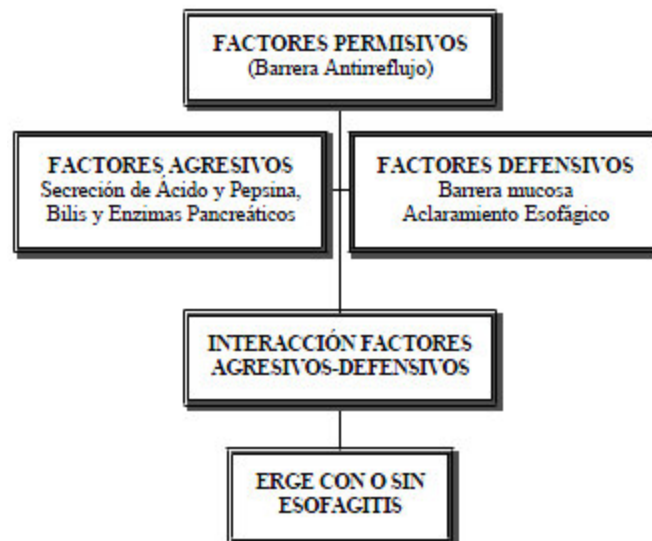 FACTORES PERMISIVOS
(Barrera Antirreflujo)
FACTORES AGRESIVOS
Secreción de Ácido y Pepsina,
Bilis y Enzimas Pancreáticos
FACTORES DEFENSIVOS
Barrera mucosa
Aclaramiento Esofágico
INTERACCIÓN FACTORES
AGRESIVOS-DEFENSIVOS
ERGE CON O SIN
ESOFAGITIS